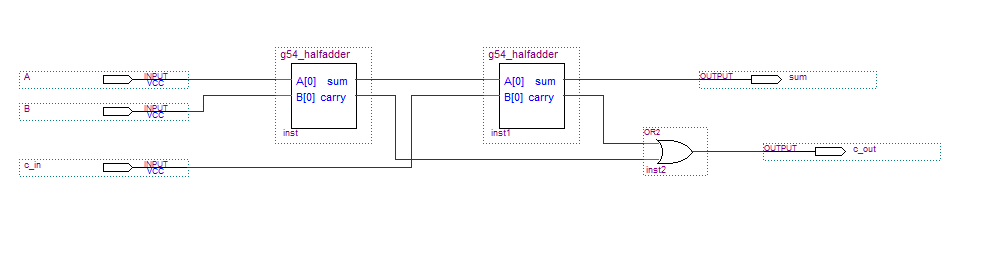 g54_halfadder
g54_halfadder
A
INPUT
VCC
A[0] sum
B[0] carry
A[0] sum
B[0] carry
OUTPUT
sum
B
INPUT
VCC
inst
inst1
OR2
OUTPUT
c_out
c_in
INPUT
VCC
inst2